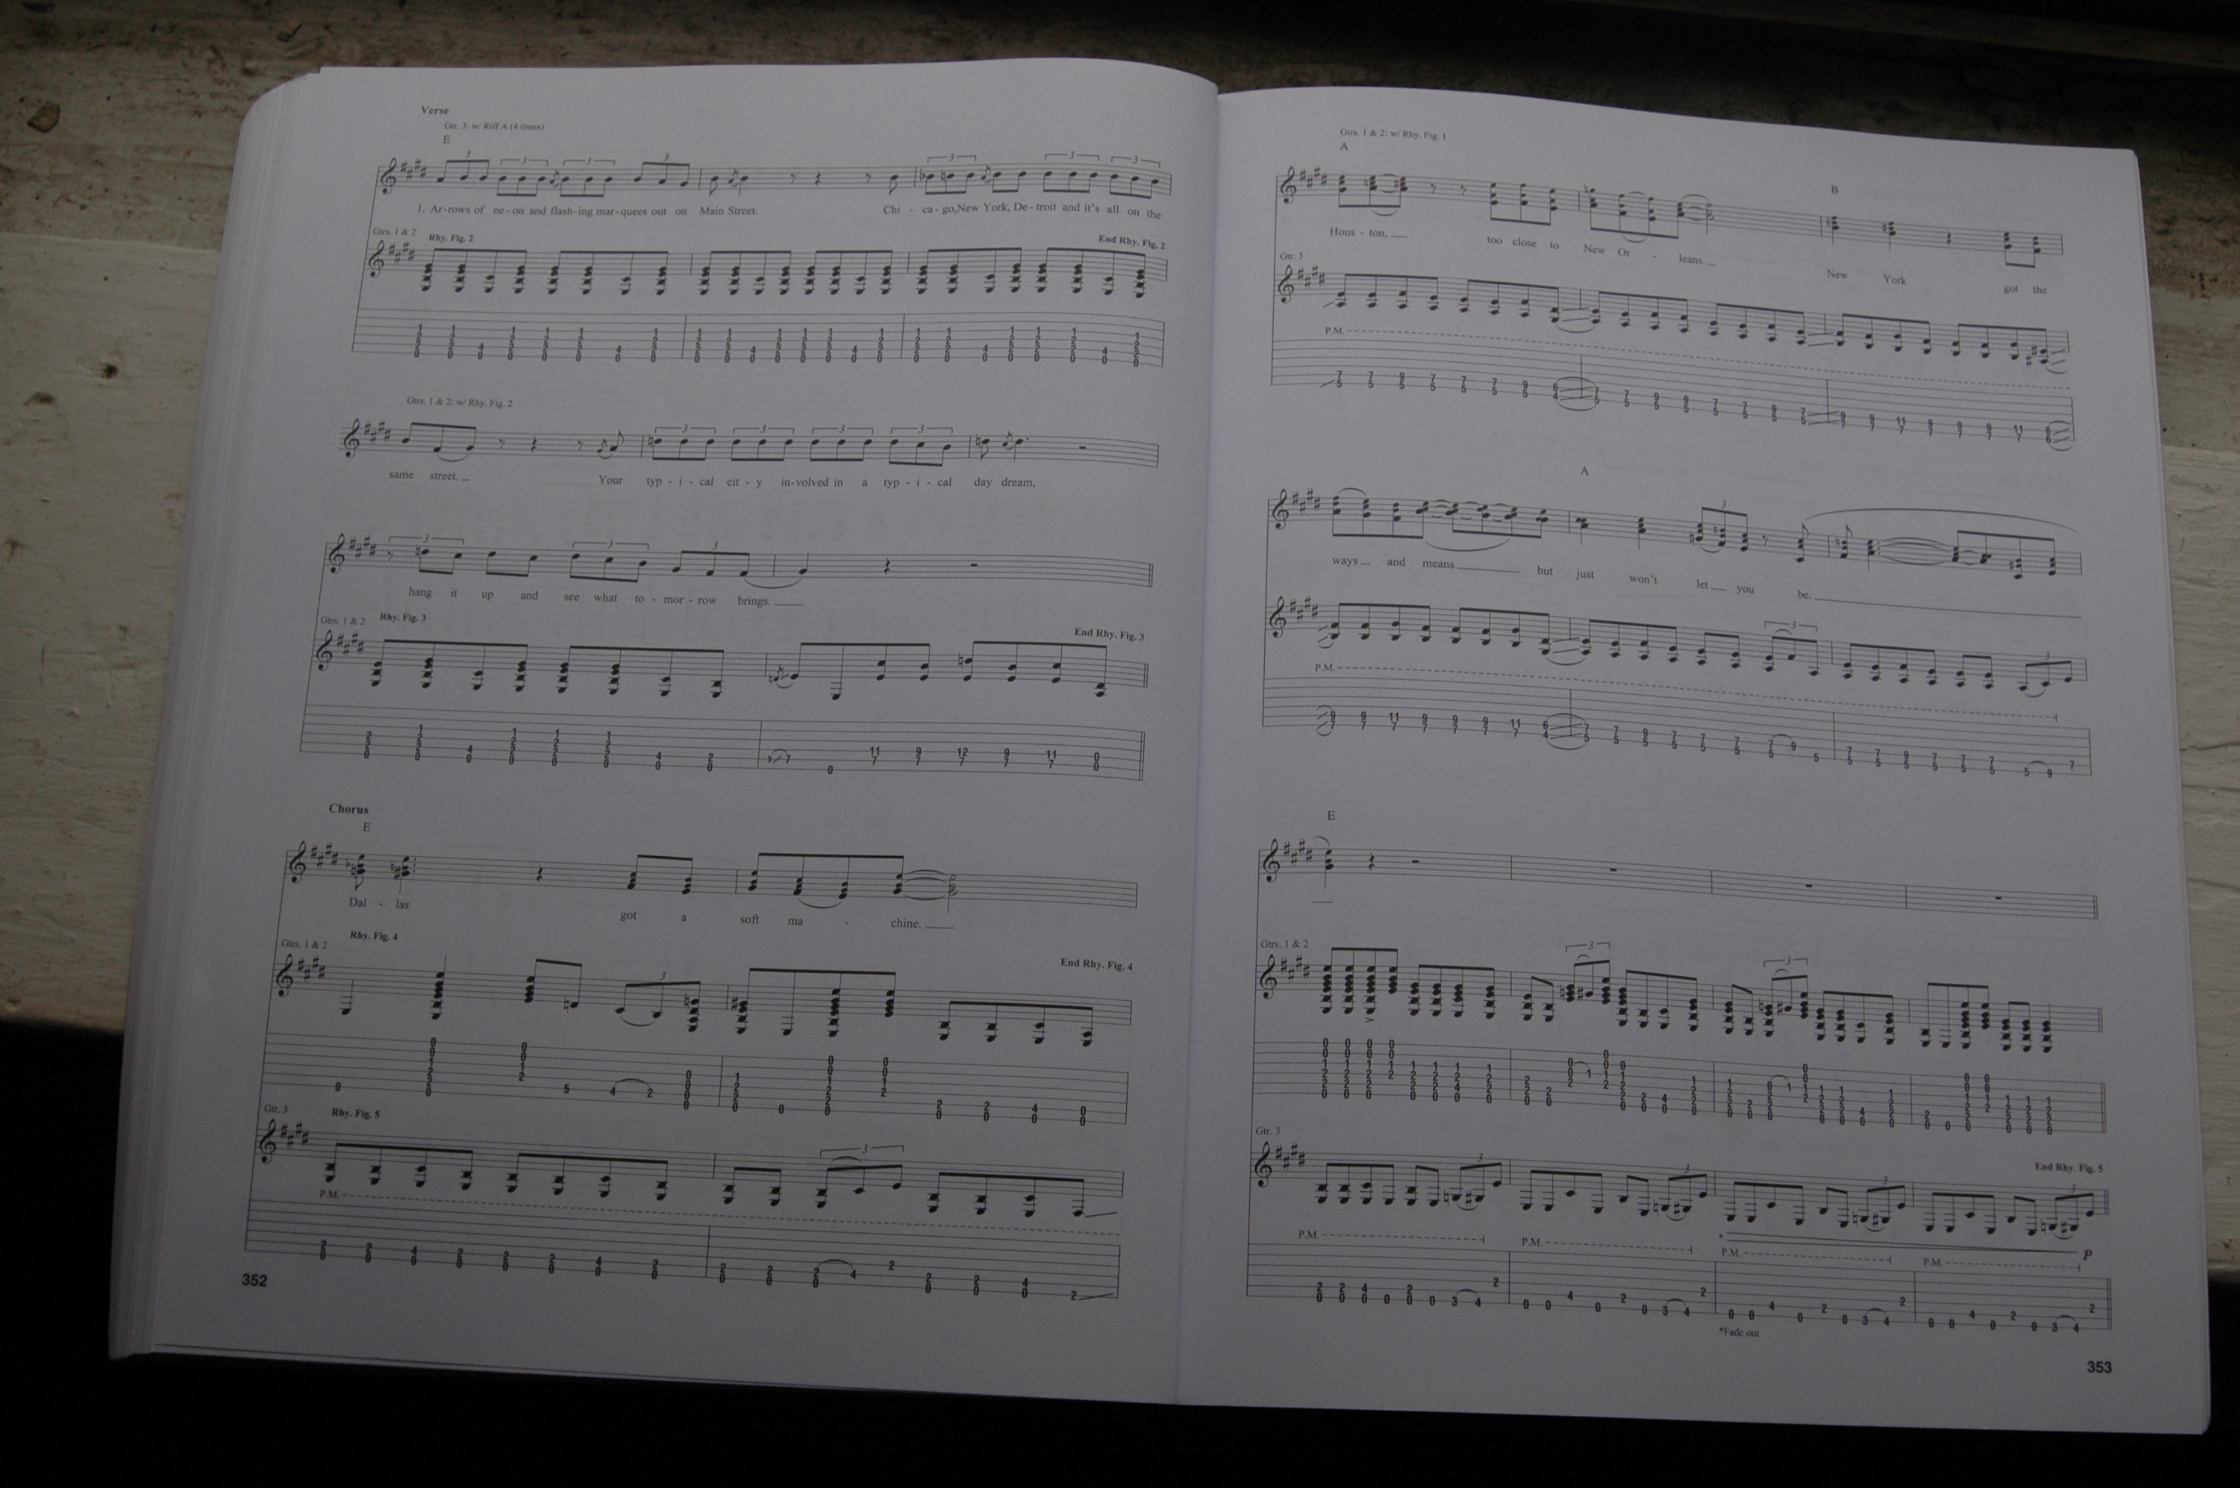 Verse
Gtr. 3: w/ Riff A (4 times)
E
1. Ar - rows of ne - on and flash - ing mar - quees out on Main Street. Chi - ca - go, New York, De - troit and it's all on the
Gtrs. 1 & 2
Rhy. Fig. 2
End Rhy. Fig. 2
Gtrs. 1 & 2: w/ Rhy. Fig. 2
same street. Your typ - i - cal cit - y in - volved in a typ - i - cal day dream,
hang it up and see what to - mor - row brings.
Gtrs. 1 & 2
Rhy. Fig. 3
End Rhy. Fig. 3
Chorus
E
Dal - las got a soft ma - chine.
Gtrs. 1 & 2
Rhy. Fig. 4
End Rhy. Fig. 4
Gtr. 3
Rhy. Fig. 5
P.M.
352
Gtrs. 1 & 2: w/ Rhy. Fig. 1
A
B
Hous - ton, too close to New Or - leans. New York got the
Gtr. 3
P.M.
A
ways and means but just won't let you be.
P.M.
E
Gtrs. 1 & 2
Gtr. 3
End Rhy. Fig. 5
P.M. P.M. P.M. P.M.
p
*Fade out
353